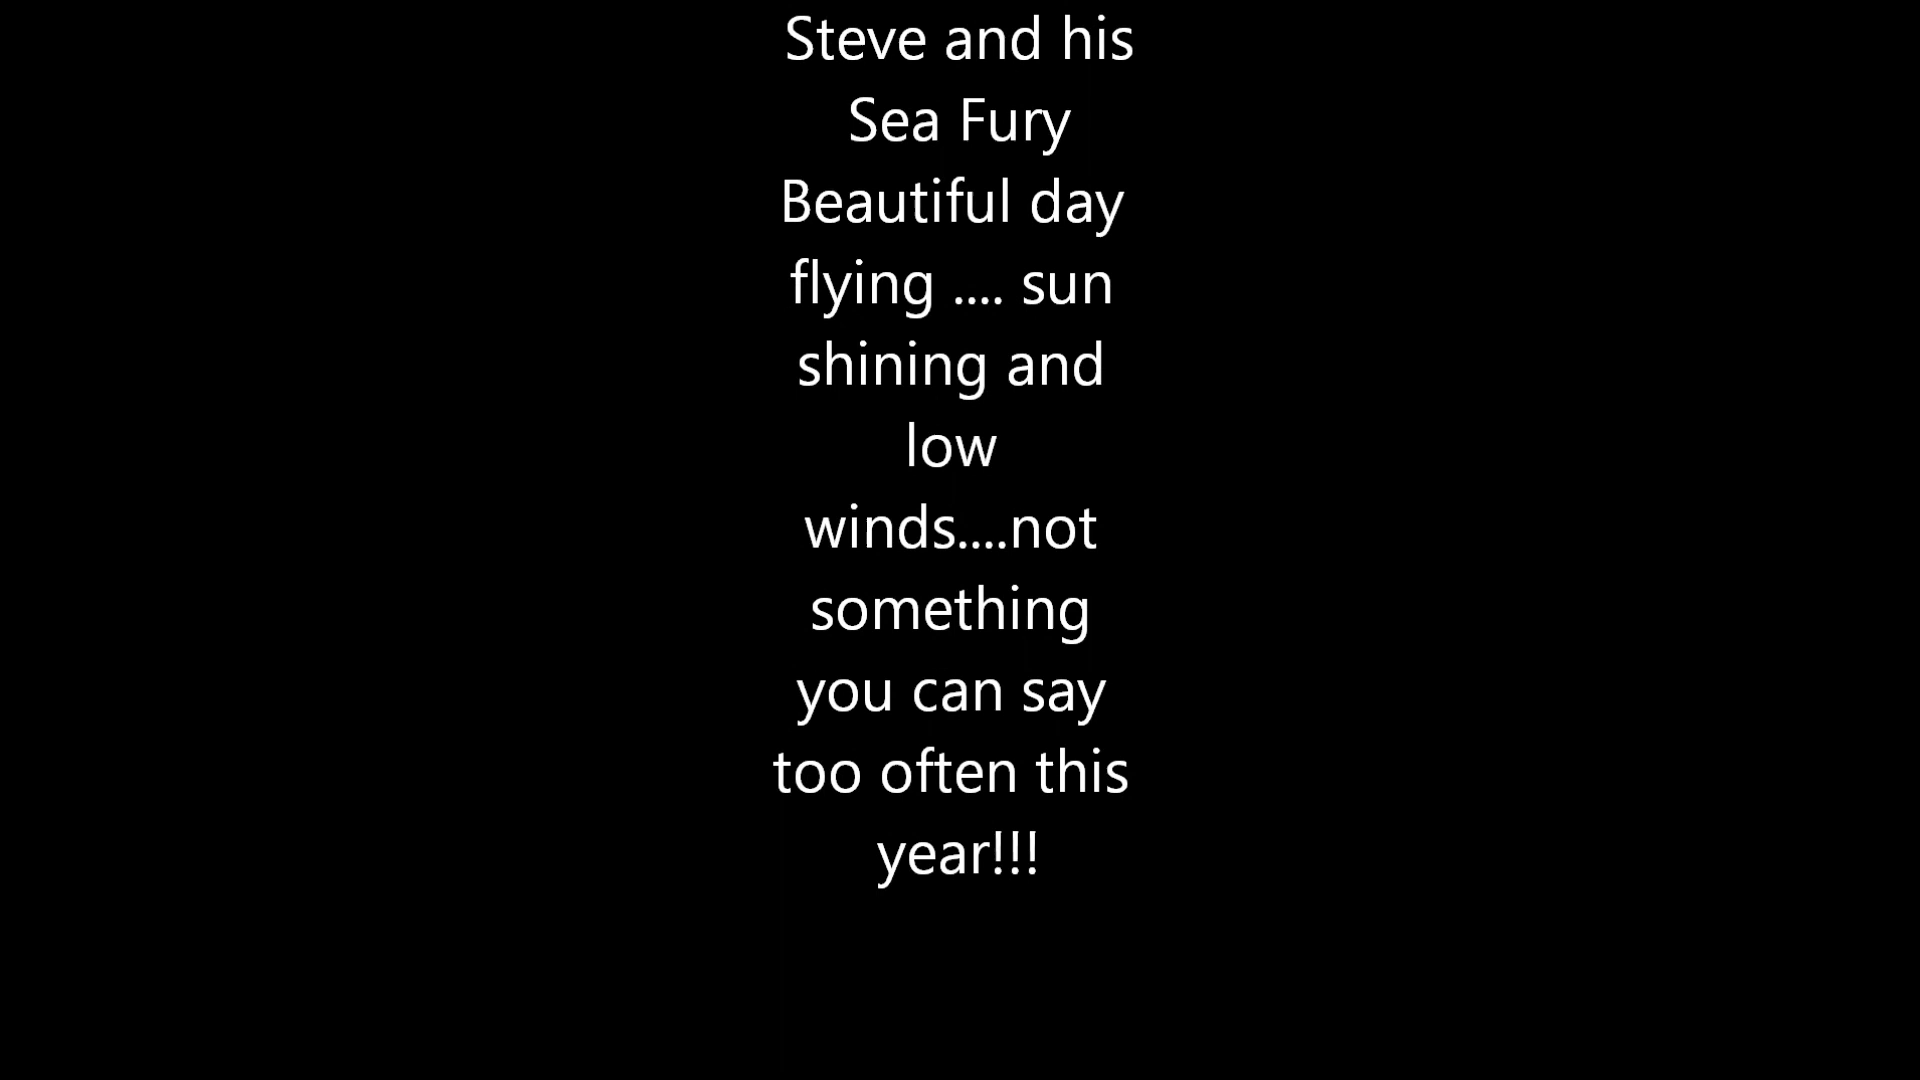 Steve and his
Sea Fury
Beautiful day
flying .... sun
shining and
low
winds....not
something
you can say
too often this
year!!!